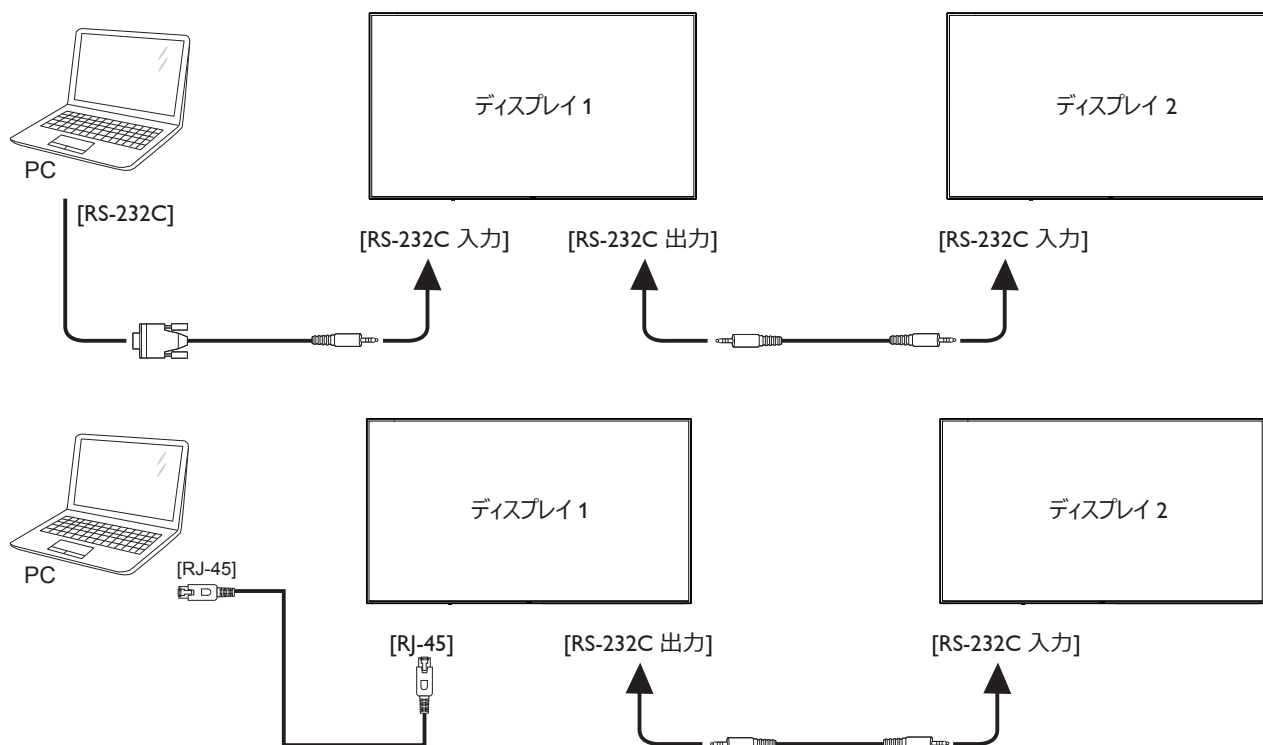 ディスプレイ 1
ディスプレイ 2
PC
[RS-232C]
[RS-232C 入力]
[RS-232C 出力]
[RS-232C 入力]
ディスプレイ 1
ディスプレイ 2
PC
[RJ-45]
[RJ-45]
[RS-232C 出力]
[RS-232C 入力]